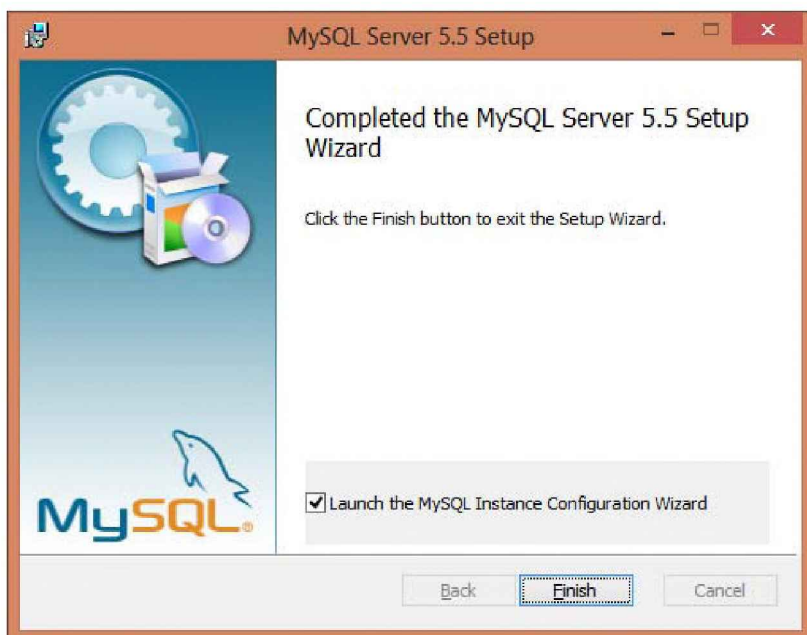 MySQL Server 5.5 Setup
Completed the MySQL Server 5.5 Setup
Wizard
Click the Finish button to exit the Setup Wizard.
Launch the MySQL Instance Configuration Wizard
MySQL®
Back
Finish
Cancel